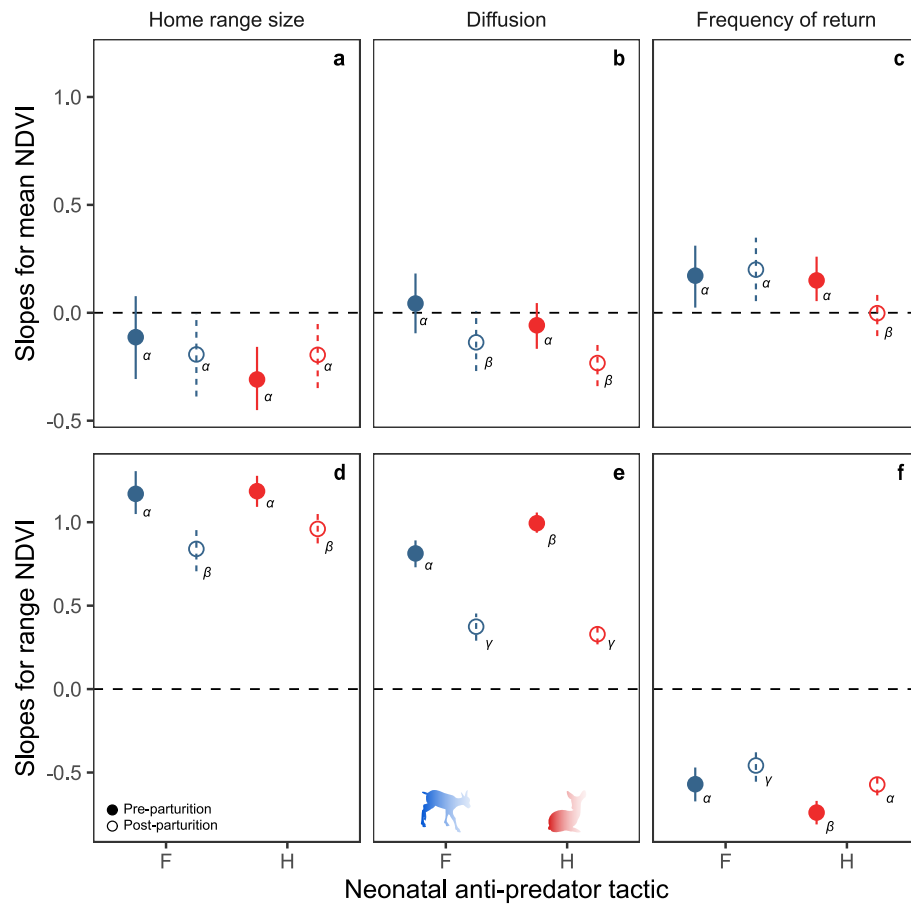 Home range size Diffusion Frequency of return
a b c
Slopes for mean NDVI
1.0
0.5
0.0
-0.5
α α α α
α β α β
α α α β
d e f
Slopes for range NDVI
1.0
0.5
0.0
-0.5
α β α β
α γ β γ
α γ β α
Pre-parturition
Post-parturition
F H F H F H
Neonatal anti-predator tactic